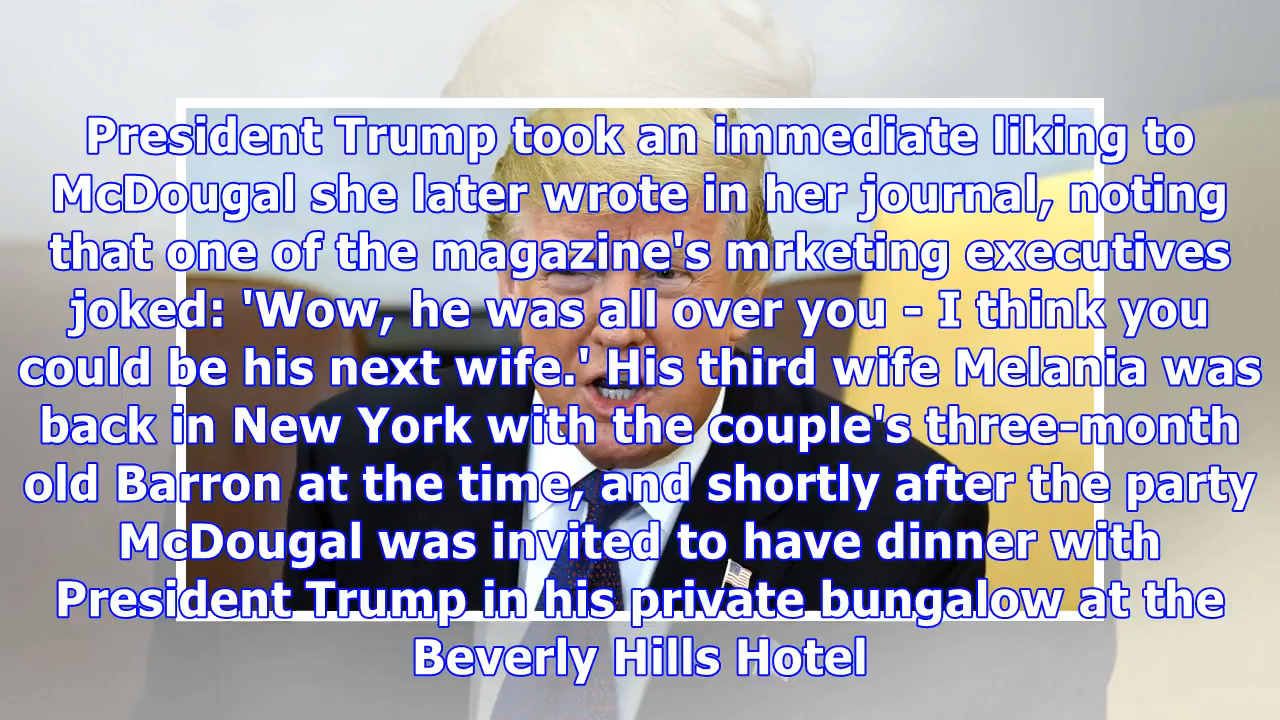 President Trump took an immediate liking to
McDougal she later wrote in her journal, noting
that one of the magazine's mrketing executives
joked: 'Wow, he was all over you - I think you
could be his next wife.' His third wife Melania was
back in New York with the couple's three-month
old Barron at the time, and shortly after the party
McDougal was invited to have dinner with
President Trump in his private bungalow at the
Beverly Hills Hotel